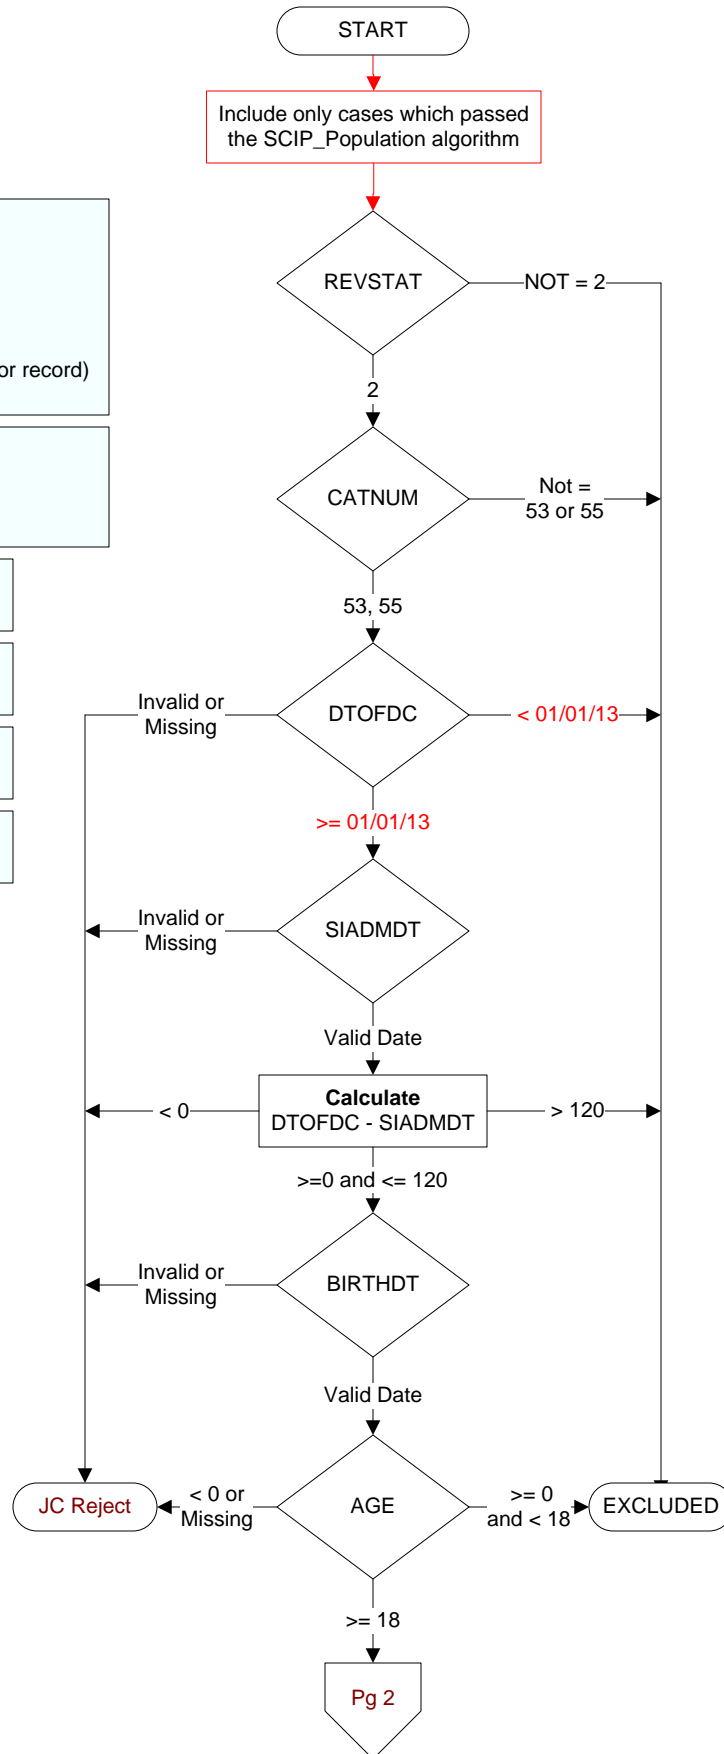 START
Include only cases which passed
the SCIP_Population algorithm
REVSTAT
NOT = 2
or record)
2
CATNUM
Not =
53 or 55
53, 55
Invalid or
Missing
DTOFDC
< 01/01/13
>= 01/01/13
Invalid or
Missing
SIADMDT
Valid Date
< 0
Calculate
DTOFDC - SIADMDT
> 120
>=0 and <= 120
Invalid or
Missing
BIRTHDT
Valid Date
JC Reject
< 0 or
Missing
AGE
>= 0
and < 18
EXCLUDED
>= 18
Pg 2